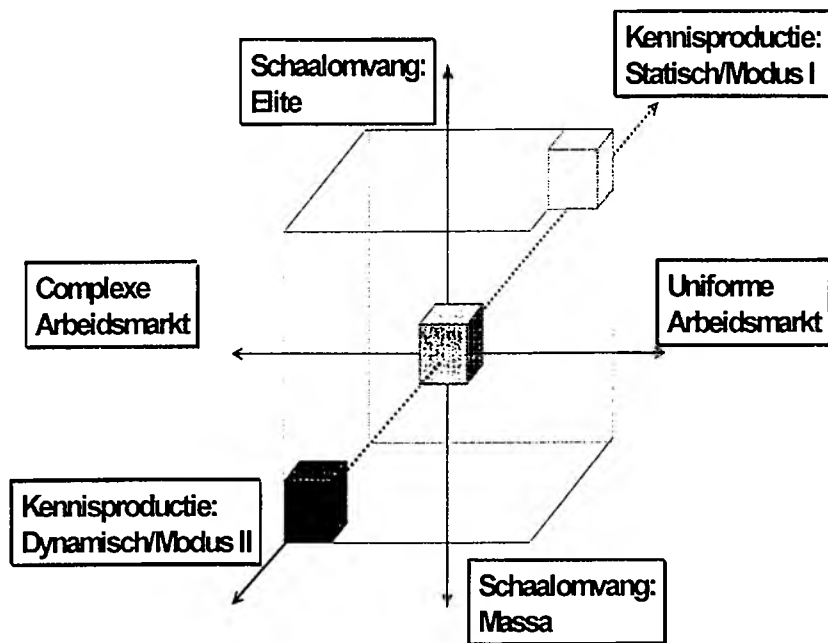 Kennisproductie:
Statisch/Modus I
Schaalomvang:
Elite
Complexe
Arbeidsmarkt
Uniforme
Arbeidsmarkt
Kennisproductie:
Dynamisch/Modus II
Schaalomvang:
Massa